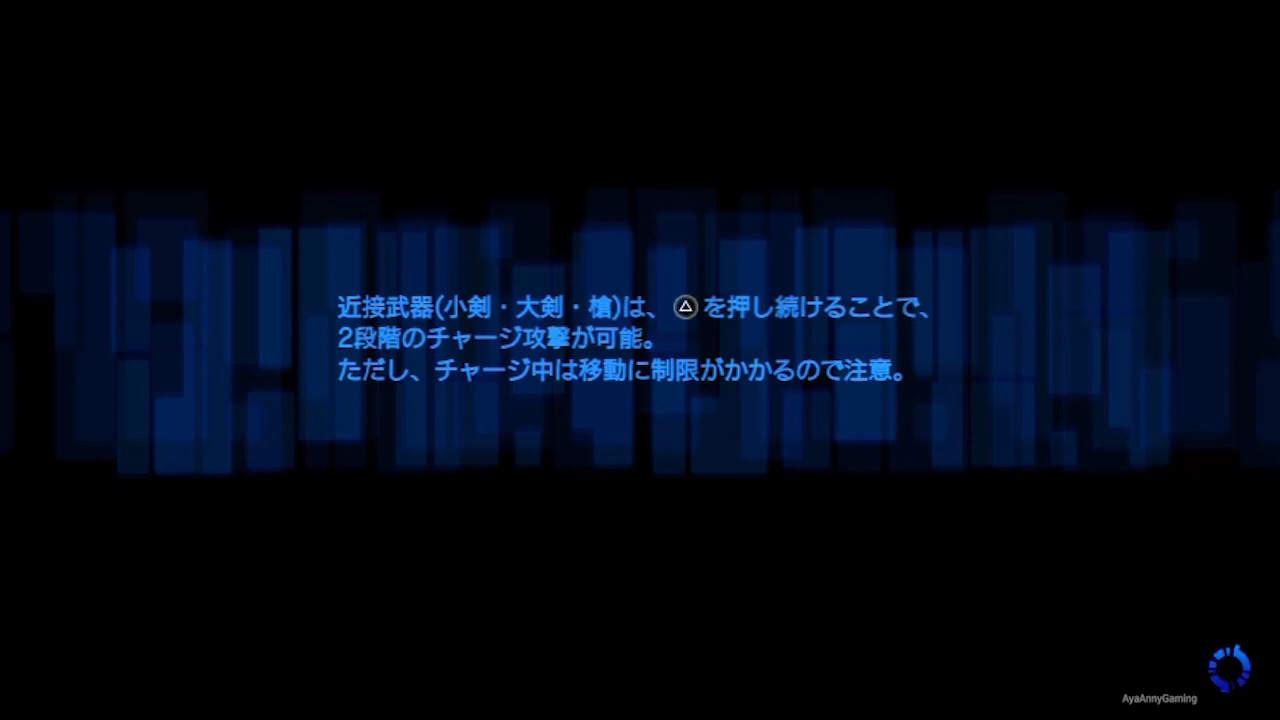 近接武器(小剣・大剣・槍)は、△を押し続けることで、
2段階のチャージ攻撃が可能。
ただし、チャージ中は移動に制限がかかるので注意。
AyaAnnyGaming